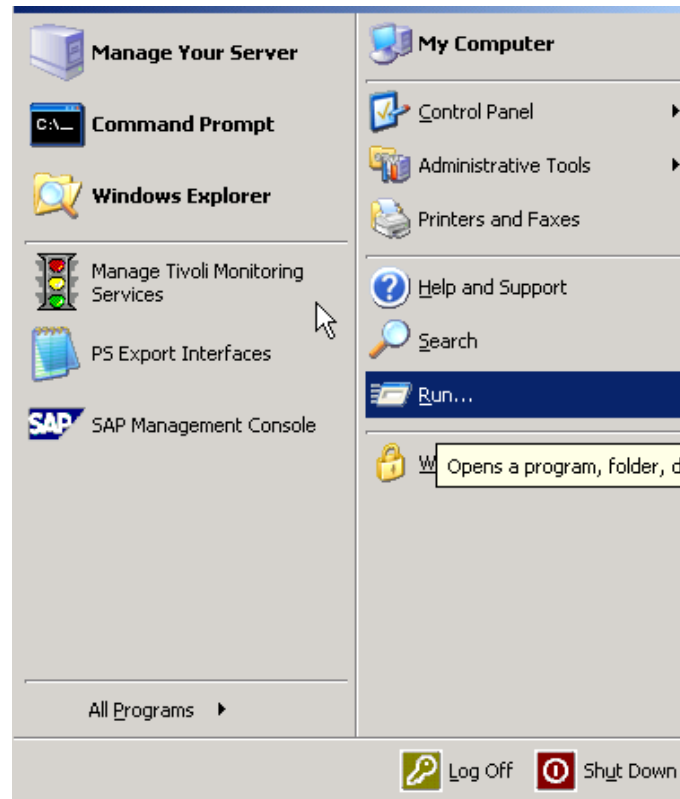 Manage Your Server
C:\_
Command Prompt
Windows Explorer
Manage Tivoli Monitoring
Services
PS Export Interfaces
SAP
SAP Management Console
All Programs
My Computer
Control Panel
Administrative Tools
Printers and Faxes
Help and Support
Search
Run...
W
Opens a program, folder, d
Log Off
Shut Down